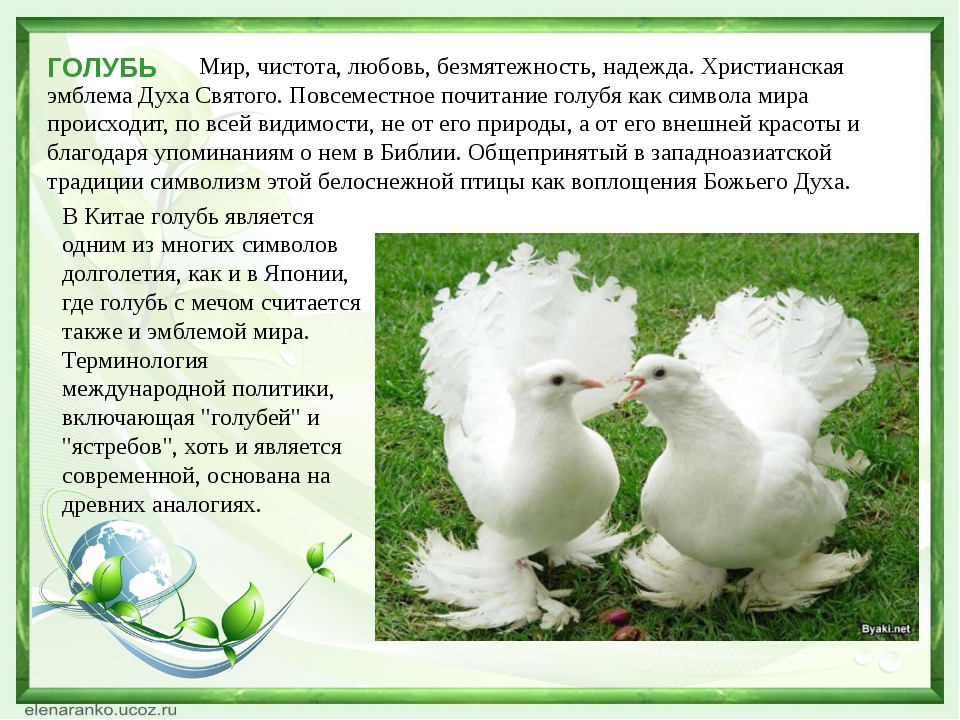 ГОЛУБЬ Мир, чистота, любовь, безмятежность, надежда. Христианская
эмблема Духа Святого. Повсеместное почитание голубя как символа мира
происходит, по всей видимости, не от его природы, а от его внешней красоты и
благодаря упоминаниям о нем в Библии. Общепринятый в западноазиатской
традиции символизм этой белоснежной птицы как воплощения Божьего Духа.
В Китае голубь является
одним из многих символов
долголетия, как и в Японии,
где голубь с мечом считается
также и эмблемой мира.
Терминология
международной политики,
включающая "голубей" и
"ястребов", хоть и является
современной, основана на
древних аналогиях.
Byaki.net
elenaranko.ucoz.ru